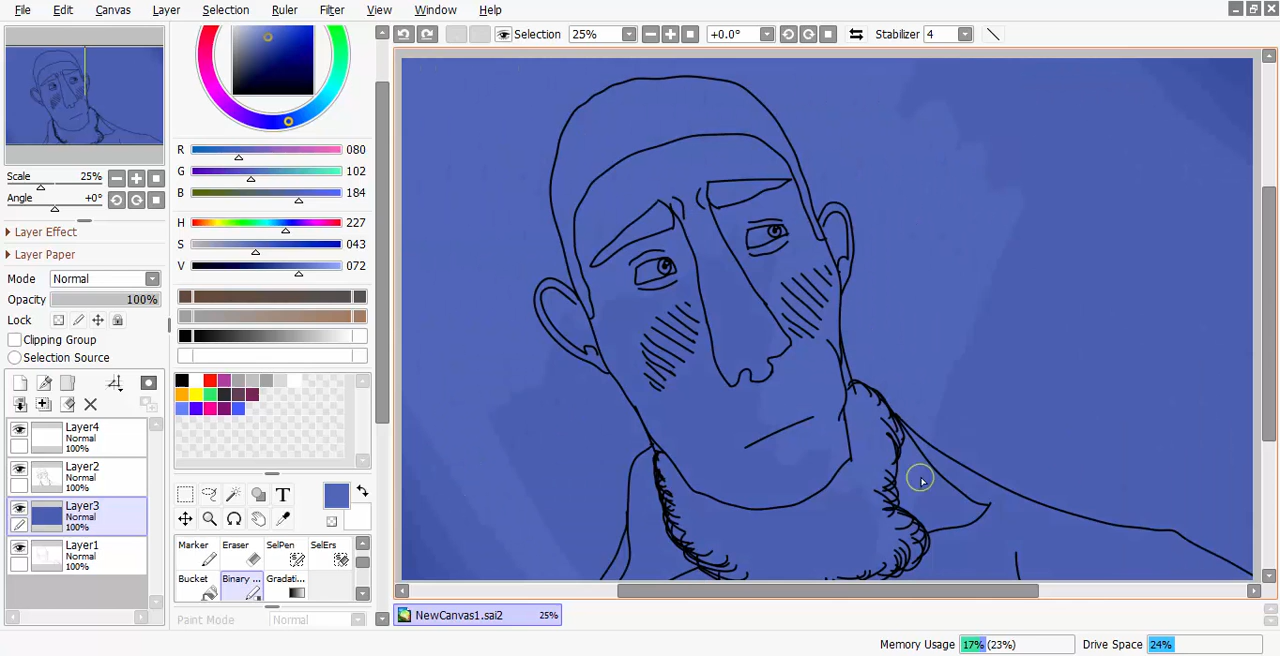 File Edit Canvas Layer Selection Ruler Filter View Window Help
Selection 25% +0.0° Stabilizer 4
Scale 25%
Angle +0°
Layer Effect
Layer Paper
Mode Normal
Opacity 100%
Lock
Clipping Group
Selection Source
Layer4
Normal
100%
Layer2
Normal
100%
Layer3
Normal
100%
Layer1
Normal
100%
R 080
G 102
B 184
H 227
S 043
V 072
T
Marker Eraser SelPen SelErs
Bucket Binary ... Gradati...
Paint Mode Normal
NewCanvas1.sai2 25%
Memory Usage 17% (23%) Drive Space 24%